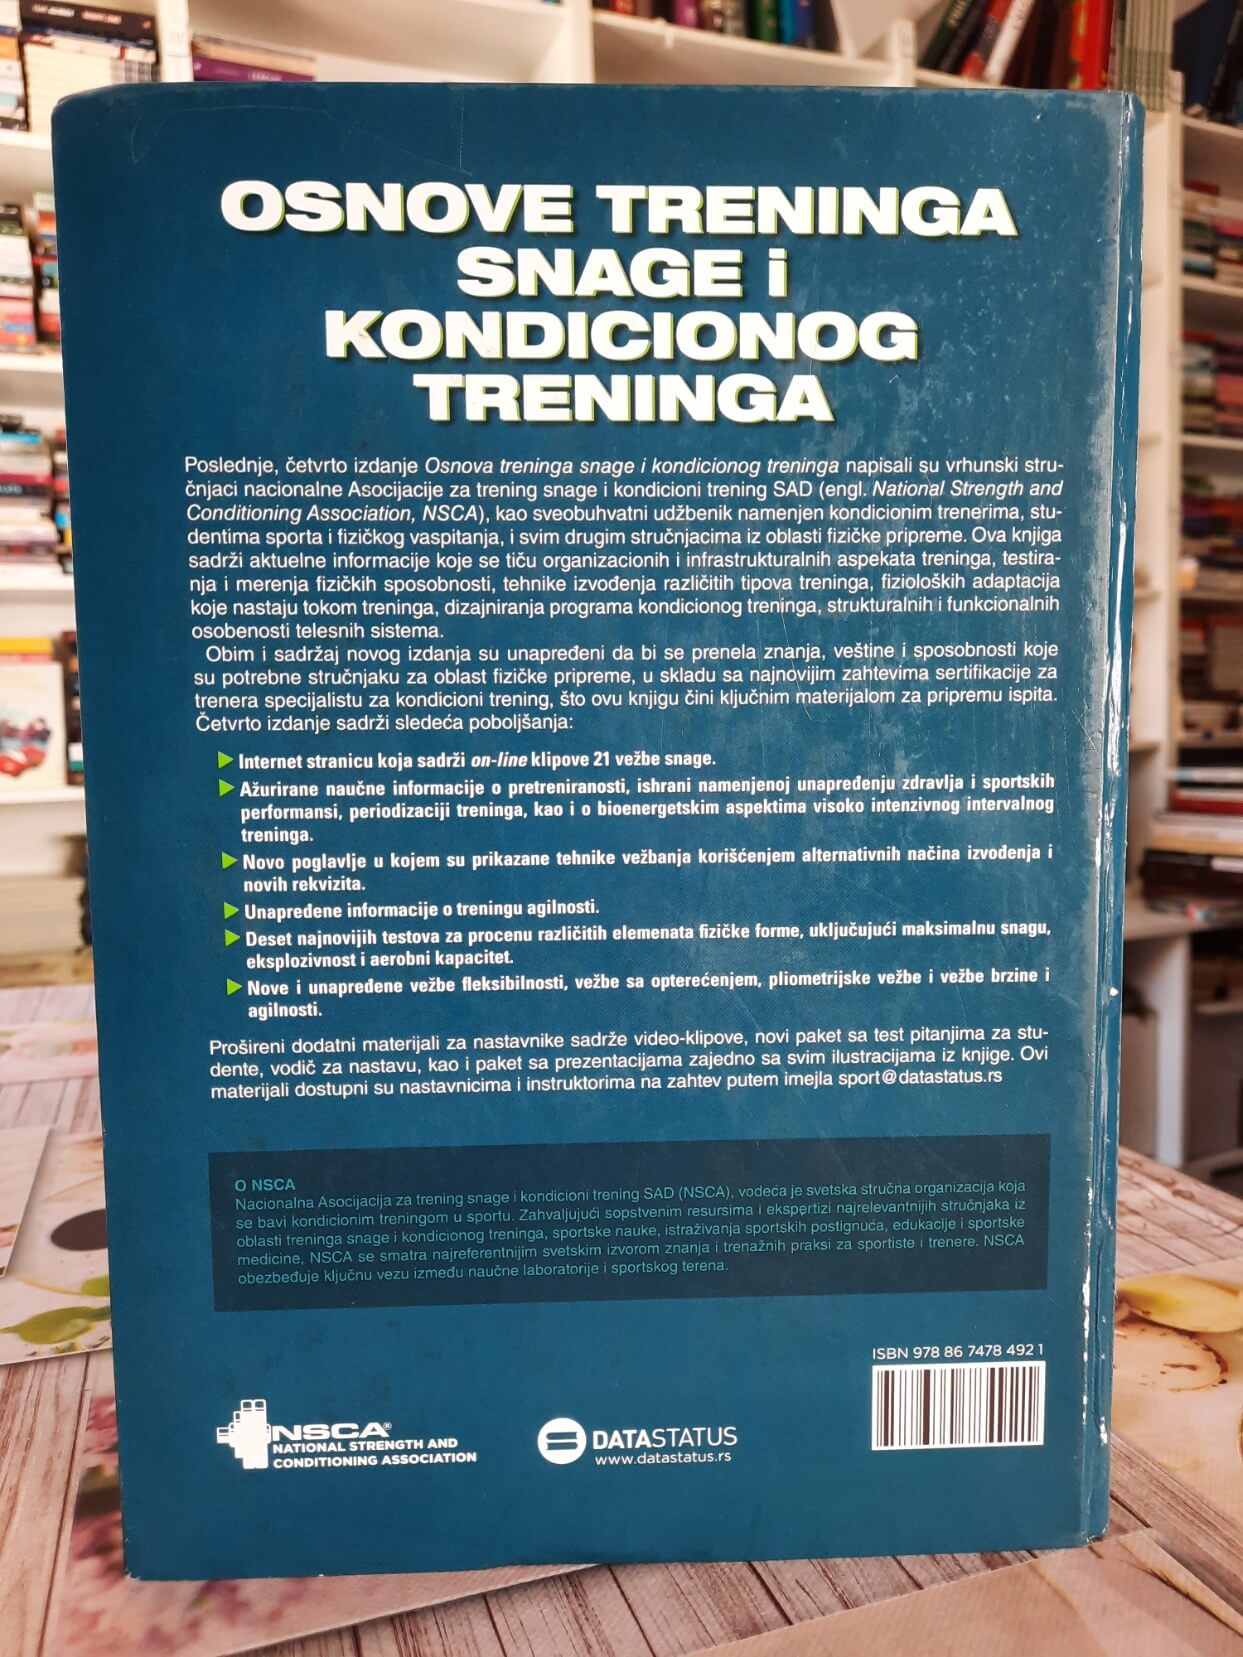 OSNOVE TRENINGA
SNAGE i
KONDICIONOG
TRENINGA
Poslednje, četvrto izdanje Osnova treninga snage i kondicionog treninga napisali su vrhunski stru-
čnjaci nacionalne Asocijacije za trening snage i kondicioni trening SAD (engl. National Strength and
Conditioning Association, NSCA), kao sveobuhvatni udžbenik namenjen kondicionim trenerima, stu-
dentima sporta i fizičkog vaspitanja, i svim drugim stručnjacima iz oblasti fizičke pripreme. Ova knjiga
sadrži aktuelne informacije koje se tiču organizacionih i infrastrukturalnih aspekata treninga, testira-
nja i merenja fizičkih sposobnosti, tehnike izvođenja različitih tipova treninga, fizioloških adaptacija
koje nastaju tokom treninga, dizajniranja programa kondicionog treninga, strukturalnih i funkcionalnih
osobenosti telesnih sistema.
Obim i sadržaj novog izdanja su unapređeni da bi se prenela znanja, veštine i sposobnosti koje
su potrebne stručnjaku za oblast fizičke pripreme, u skladu sa najnovijim zahtevima sertifikacije za
trenera specijalistu za kondicioni trening, što ovu knjigu čini ključnim materijalom za pripremu ispita.
Četvrto izdanje sadrži sledeća poboljšanja:
Internet stranicu koja sadrži on-line klipove 21 vežbe snage.
Ažurirane naučne informacije o pretreniranosti, ishrani namenjenoj unapređenju zdravlja i sportskih
performansi, periodizaciji treninga, kao i o bioenergetskim aspektima visoko intenzivnog intervalnog
treninga.
Novo poglavlje u kojem su prikazane tehnike vežbanja korišćenjem alternativnih načina izvođenja i
novih rekvizita.
Unapređene informacije o treningu agilnosti.
Deset najnovijih testova za procenu različitih elemenata fizičke forme, uključujući maksimalnu snagu,
eksplozivnost i aerobni kapacitet.
Nove i unapređene vežbe fleksibilnosti, vežbe sa opterećenjem, pliometrijske vežbe i vežbe brzine i
agilnosti.
Prošireni dodatni materijali za nastavnike sadrže video-klipove, novi paket sa test pitanjima za stu-
dente, vodič za nastavu, kao i paket sa prezentacijama zajedno sa svim ilustracijama iz knjige. Ovi
materijali dostupni su nastavnicima i instruktorima na zahtev putem imejla sport@datastatus.rs
O NSCA
Nacionalna Asocijacija za trening snage i kondicioni trening SAD (NSCA), vodeća je svetska stručna organizacija koja
se bavi kondicionim treningom u sportu. Zahvaljujući sopstvenim resursima i ekspertizi najrelevantnijih stručnjaka iz
oblasti treninga snage i kondicionog treninga, sportske nauke, istraživanja sportskih postignuća, edukacije i sportske
medicine, NSCA se smatra najreferentnijim svetskim izvorom znanja i trenažnih praksi za sportiste i trenere. NSCA
obezbeđuje ključnu vezu između naučne laboratorije i sportskog terena.
ISBN 978 86 7478 492 1
NSCA®
NATIONAL STRENGTH AND
CONDITIONING ASSOCIATION
DATASTATUS
www.datastatus.rs